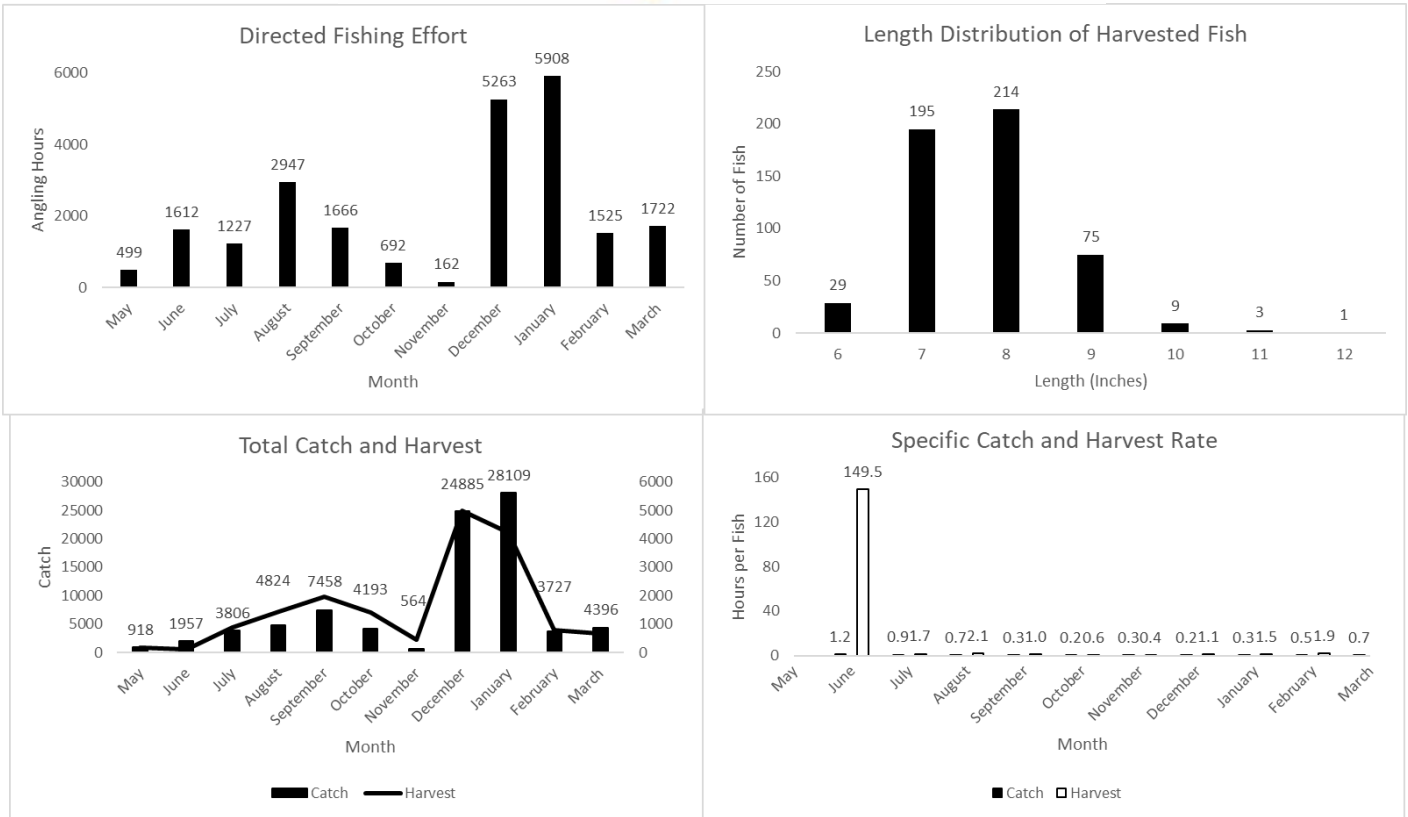 Directed Fishing Effort
6000
4000
2000
0
Angling Hours
499
1612
1227
2947
1666
692
162
5263
5908
1525
1722
May
June
July
August
September
October
November
December
January
February
March
Month
Length Distribution of Harvested Fish
250
200
150
100
50
0
Number of Fish
29
195
214
75
9
3
1
6
7
8
9
10
11
12
Length (Inches)
Total Catch and Harvest
30000
25000
20000
15000
10000
5000
0
Catch
918
1957
3806
4824
7458
4193
564
24885
28109
3727
4396
6000
5000
4000
3000
2000
1000
0
May
June
July
August
September
October
November
December
January
February
March
Month
Catch
Harvest
Specific Catch and Harvest Rate
160
120
80
40
0
Hours per Fish
1.2
149.5
0.9
1.7
0.7
2.1
0.3
1.0
0.2
0.6
0.3
0.4
0.2
1.1
0.3
1.5
0.5
1.9
0.7
May
June
July
August
September
October
November
December
January
February
March
Month
Catch
Harvest